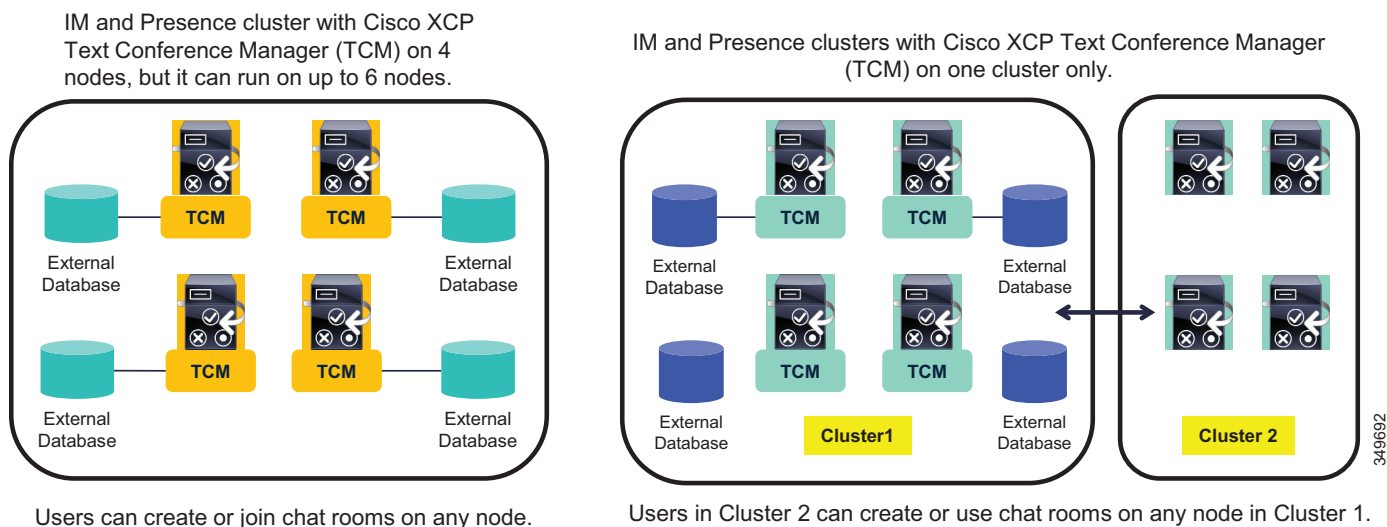 IM and Presence cluster with Cisco XCP
Text Conference Manager (TCM) on 4
nodes, but it can run on up to 6 nodes.
TCM
TCM
External
Database
External
Database
TCM
TCM
External
Database
External
Database
Users can create or join chat rooms on any node.
IM and Presence clusters with Cisco XCP Text Conference Manager
(TCM) on one cluster only.
TCM
TCM
External
Database
External
Database
TCM
TCM
External
Database
External
Database
Cluster1
Cluster 2
Users in Cluster 2 can create or use chat rooms on any node in Cluster 1.
349692